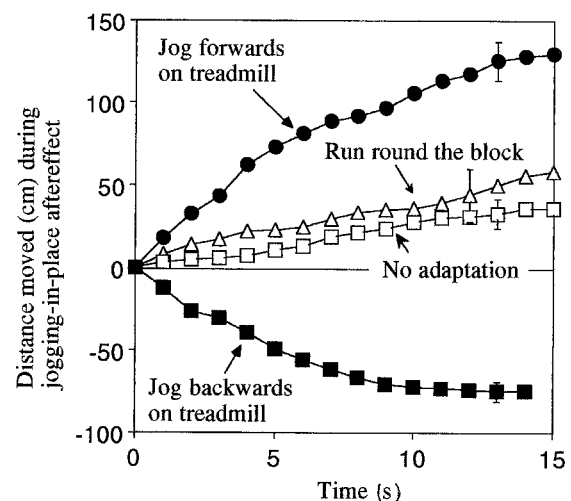 150
Jog forwards
on treadmill
100
Run round the block
50
0
No adaptation
-50
Jog backwards
on treadmill
-100
0
5
10
15
Time (s)
Distance moved (cm) during
jogging-in-place aftereffect